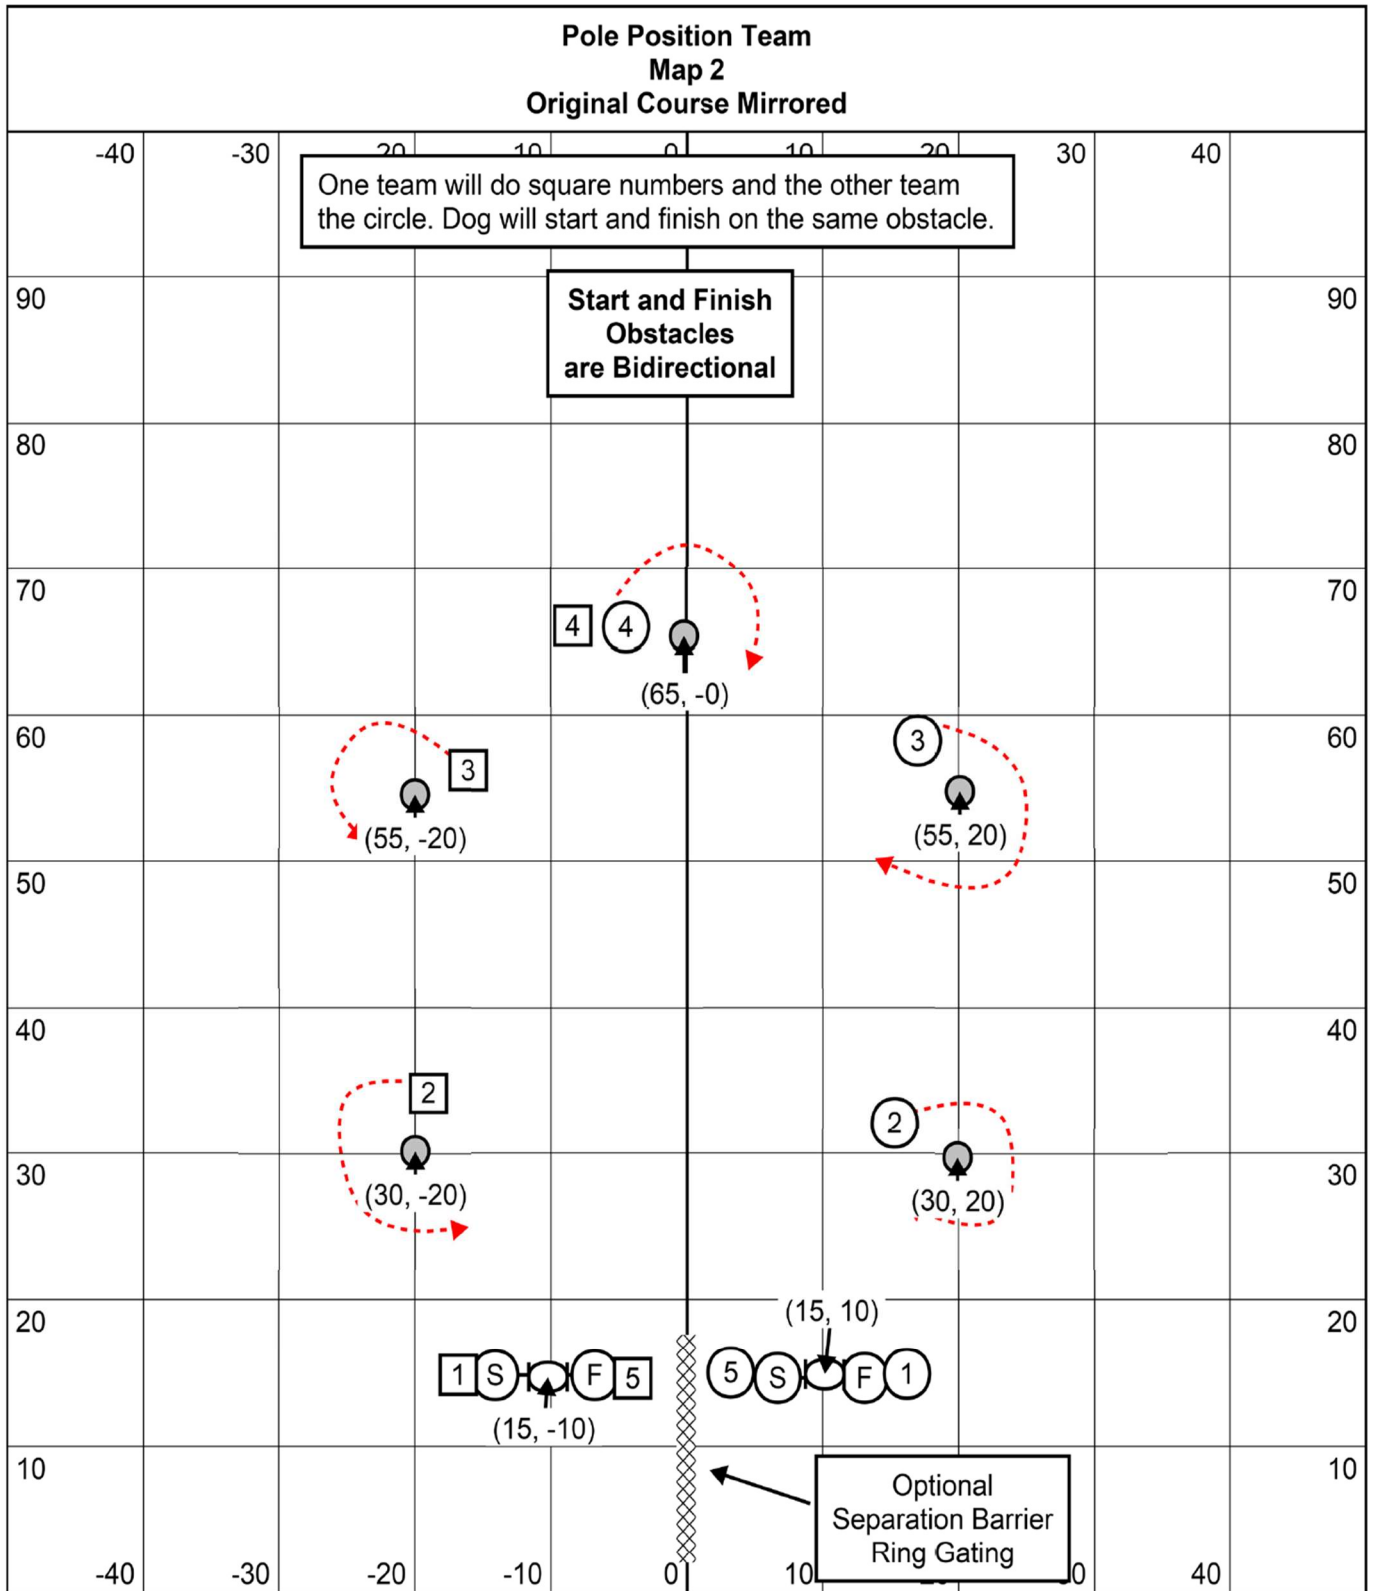 Pole Position Team
Map 2
Original Course Mirrored
-40 -30 20 10 0 10 20 30 40
One team will do square numbers and the other team
the circle. Dog will start and finish on the same obstacle.
90 90
Start and Finish
Obstacles
are Bidirectional
80 80
70 70
4 4
(65, -0)
60 60
3
3
(55, -20) (55, 20)
50 50
40 40
2
2
30 30
(30, -20) (30, 20)
20 20
(15, 10)
1 S F 5 5 S F 1
(15, -10)
10 10
Optional
Separation Barrier
Ring Gating
-40 -30 -20 -10 0 10 40